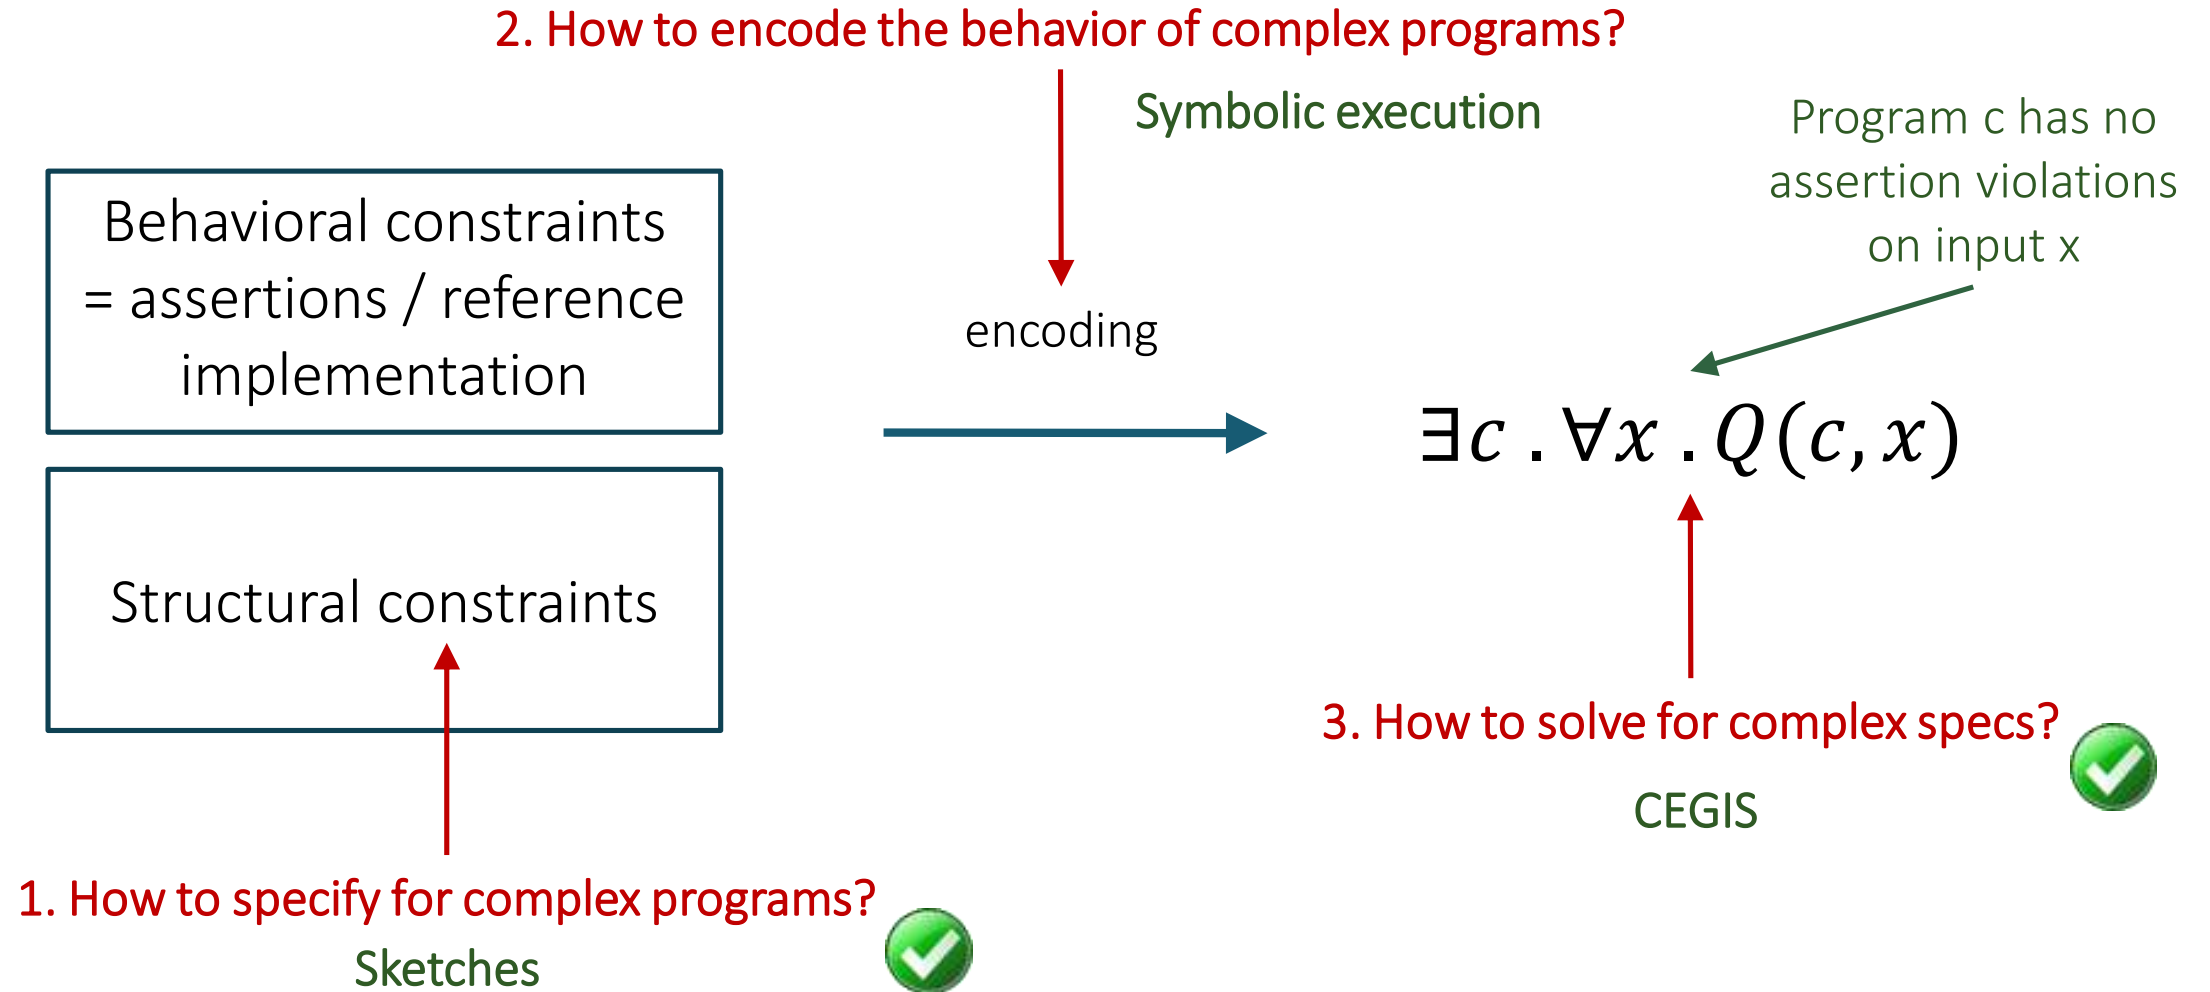 2. How to encode the behavior of complex programs?
Symbolic execution
Program c has no
assertion violations
on input x
Behavioral constraints
= assertions / reference
implementation
encoding
∃c . ∀x . Q(c, x)
Structural constraints
3. How to solve for complex specs?
CEGIS
1. How to specify for complex programs?
Sketches